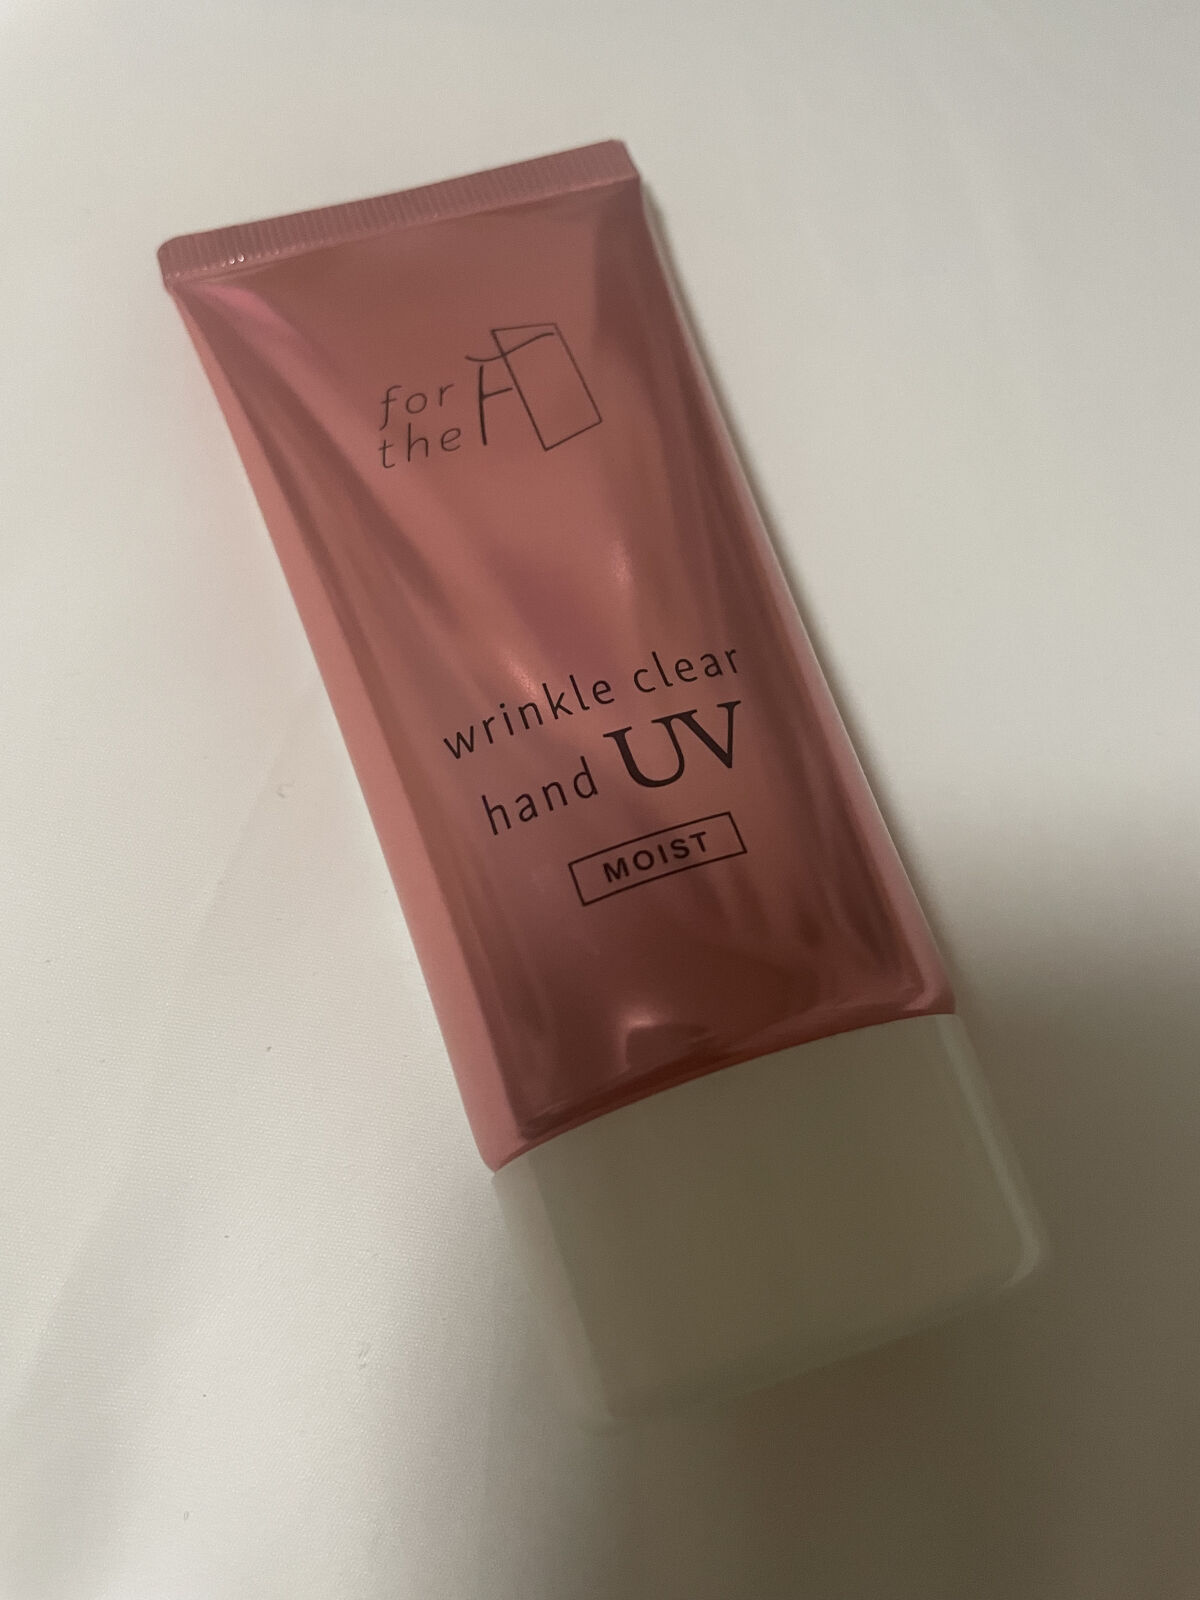 for
the
wrinkle clear
hand UV
MOIST